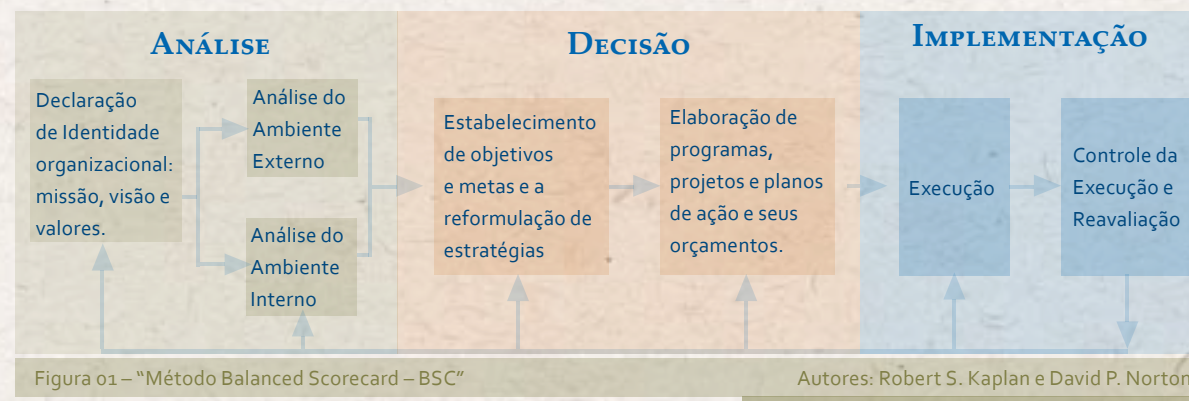 Análise
Declaração
de Identidade
organizacional:
missão, visão e
valores.
Análise do
Ambiente
Externo
Análise do
Ambiente
Interno
Decisão
Estabelecimento
de objetivos
e metas e a
reformulação de
estratégias
Elaboração de
programas,
projetos e planos
de ação e seus
orçamentos.
Implementação
Execução
Controle da
Execução e
Reavaliação
Figura 01 – “Método Balanced Scorecard – BSC”
Autores: Robert S. Kaplan e David P. Norton